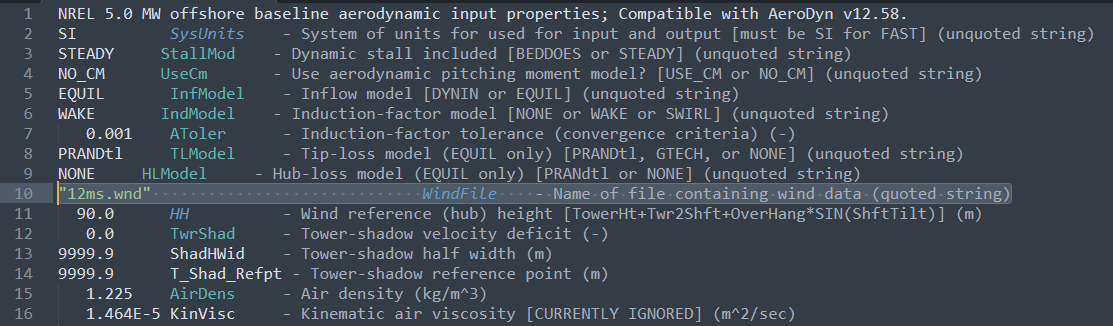 1 NREL 5.0 MW offshore baseline aerodynamic input properties; Compatible with AeroDyn v12.58.
2 SI SysUnits - System of units for used for input and output [must be SI for FAST] (unquoted string)
3 STEADY StallMod - Dynamic stall included [BEDDOES or STEADY] (unquoted string)
4 NO_CM UseCm - Use aerodynamic pitching moment model? [USE_CM or NO_CM] (unquoted string)
5 EQUIL InfModel - Inflow model [DYNIN or EQUIL] (unquoted string)
6 WAKE IndModel - Induction-factor model [NONE or WAKE or SWIRL] (unquoted string)
7 0.001 AToler - Induction-factor tolerance (convergence criteria) (-)
8 PRANDtl TLModel - Tip-loss model (EQUIL only) [PRANDtl, GTECH, or NONE] (unquoted string)
9 NONE HLModel - Hub-loss model (EQUIL only) [PRANdtl or NONE] (unquoted string)
10 "12ms.wnd" WindFile - Name of file containing wind data (quoted string)
11 90.0 HH - Wind reference (hub) height [TowerHt+Twr2Shft+OverHang*SIN(ShftTilt)] (m)
12 0.0 TwrShad - Tower-shadow velocity deficit (-)
13 9999.9 ShadHWid - Tower-shadow half width (m)
14 9999.9 T_Shad_Refpt - Tower-shadow reference point (m)
15 1.225 AirDens - Air density (kg/m^3)
16 1.464E-5 KinVisc - Kinematic air viscosity [CURRENTLY IGNORED] (m^2/sec)